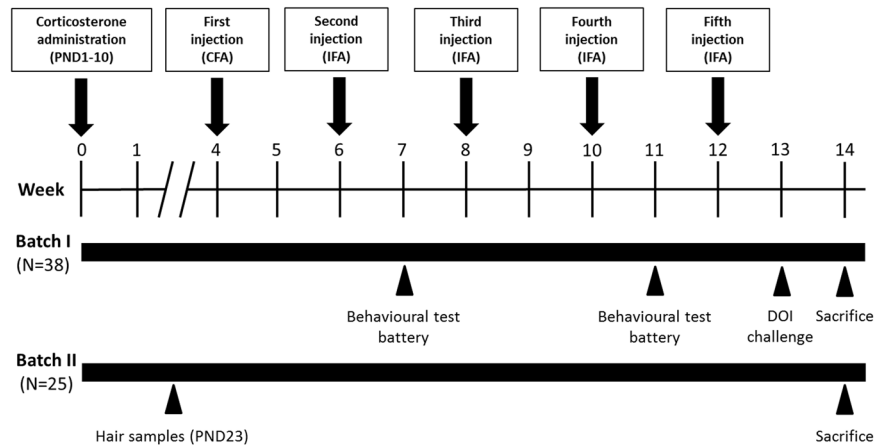 Corticosterone
administration
(PND1-10)
First
injection
(CFA)
Second
injection
(IFA)
Third
injection
(IFA)
Fourth
injection
(IFA)
Fifth
injection
(IFA)
0 1 4 5 6 7 8 9 10 11 12 13 14
Week
Batch I
(N=38)
Behavioural test
battery
Behavioural test
battery
DOI
challenge
Sacrifice
Batch II
(N=25)
Hair samples (PND23)
Sacrifice